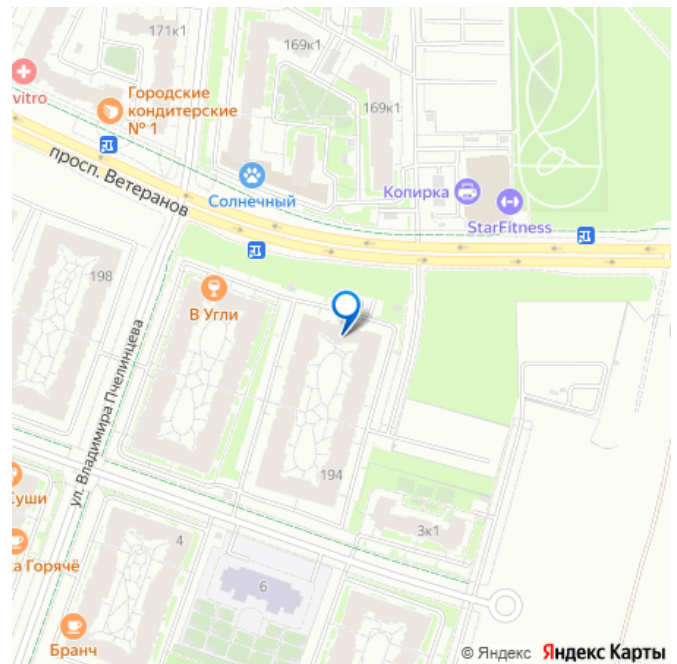 171к1
169к1
vitro
Городские
кондитерские
№ 1
169к1
просп. Ветеранов
Солнечный
Копирка
StarFitness
198
В Угли
ул. Владимира Пчелинцева
194
Суши
3к1
4
а Горячё
6
Бранч
© Яндекс Яндекс Карты